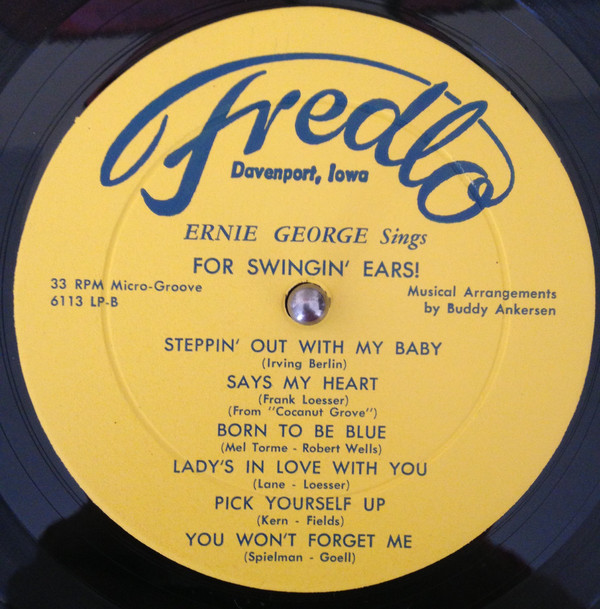 Fredlo
Davenport, Iowa
ERNIE GEORGE Sings
FOR SWINGIN' EARS!
33 RPM Micro-Groove
6113 LP-B
Musical Arrangements
by Buddy Ankersen
STEPPIN' OUT WITH MY BABY
(Irving Berlin)
SAYS MY HEART
(Frank Loesser)
(From "Cocanut Grove")
BORN TO BE BLUE
(Mel Torme - Robert Wells)
LADY'S IN LOVE WITH YOU
(Lane - Loesser)
PICK YOURSELF UP
(Kern - Fields)
YOU WON'T FORGET ME
(Spielman - Goell)